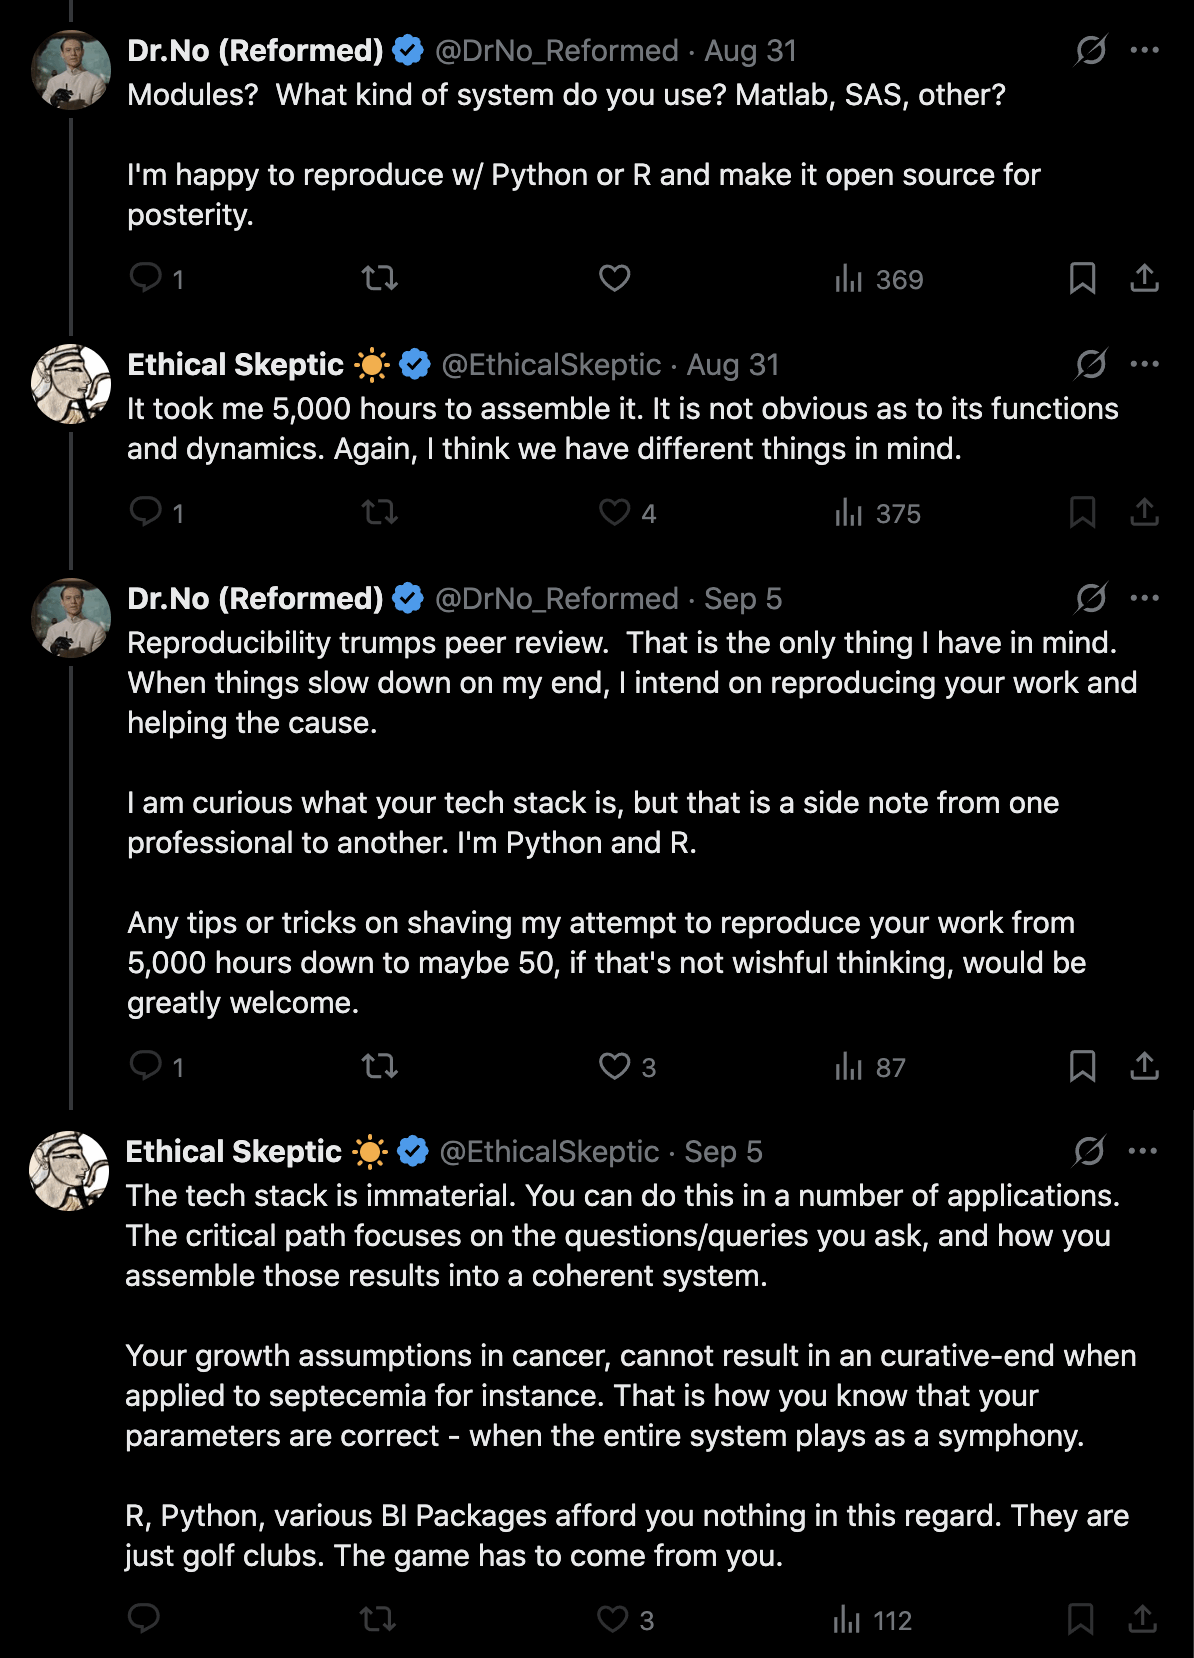 Dr.No (Reformed) @DrNo_Reformed · Aug 31
Modules?  What kind of system do you use? Matlab, SAS, other?
I'm happy to reproduce w/ Python or R and make it open source for
posterity.
1 369
Ethical Skeptic @EthicalSkeptic · Aug 31
It took me 5,000 hours to assemble it. It is not obvious as to its functions
and dynamics. Again, I think we have different things in mind.
1 4 375
Dr.No (Reformed) @DrNo_Reformed · Sep 5
Reproducibility trumps peer review.  That is the only thing I have in mind.
When things slow down on my end, I intend on reproducing your work and
helping the cause.
I am curious what your tech stack is, but that is a side note from one
professional to another. I'm Python and R.
Any tips or tricks on shaving my attempt to reproduce your work from
5,000 hours down to maybe 50, if that's not wishful thinking, would be
greatly welcome.
1 3 87
Ethical Skeptic @EthicalSkeptic · Sep 5
The tech stack is immaterial. You can do this in a number of applications.
The critical path focuses on the questions/queries you ask, and how you
assemble those results into a coherent system.
Your growth assumptions in cancer, cannot result in an curative-end when
applied to septecemia for instance. That is how you know that your
parameters are correct - when the entire system plays as a symphony.
R, Python, various BI Packages afford you nothing in this regard. They are
just golf clubs. The game has to come from you.
3 112